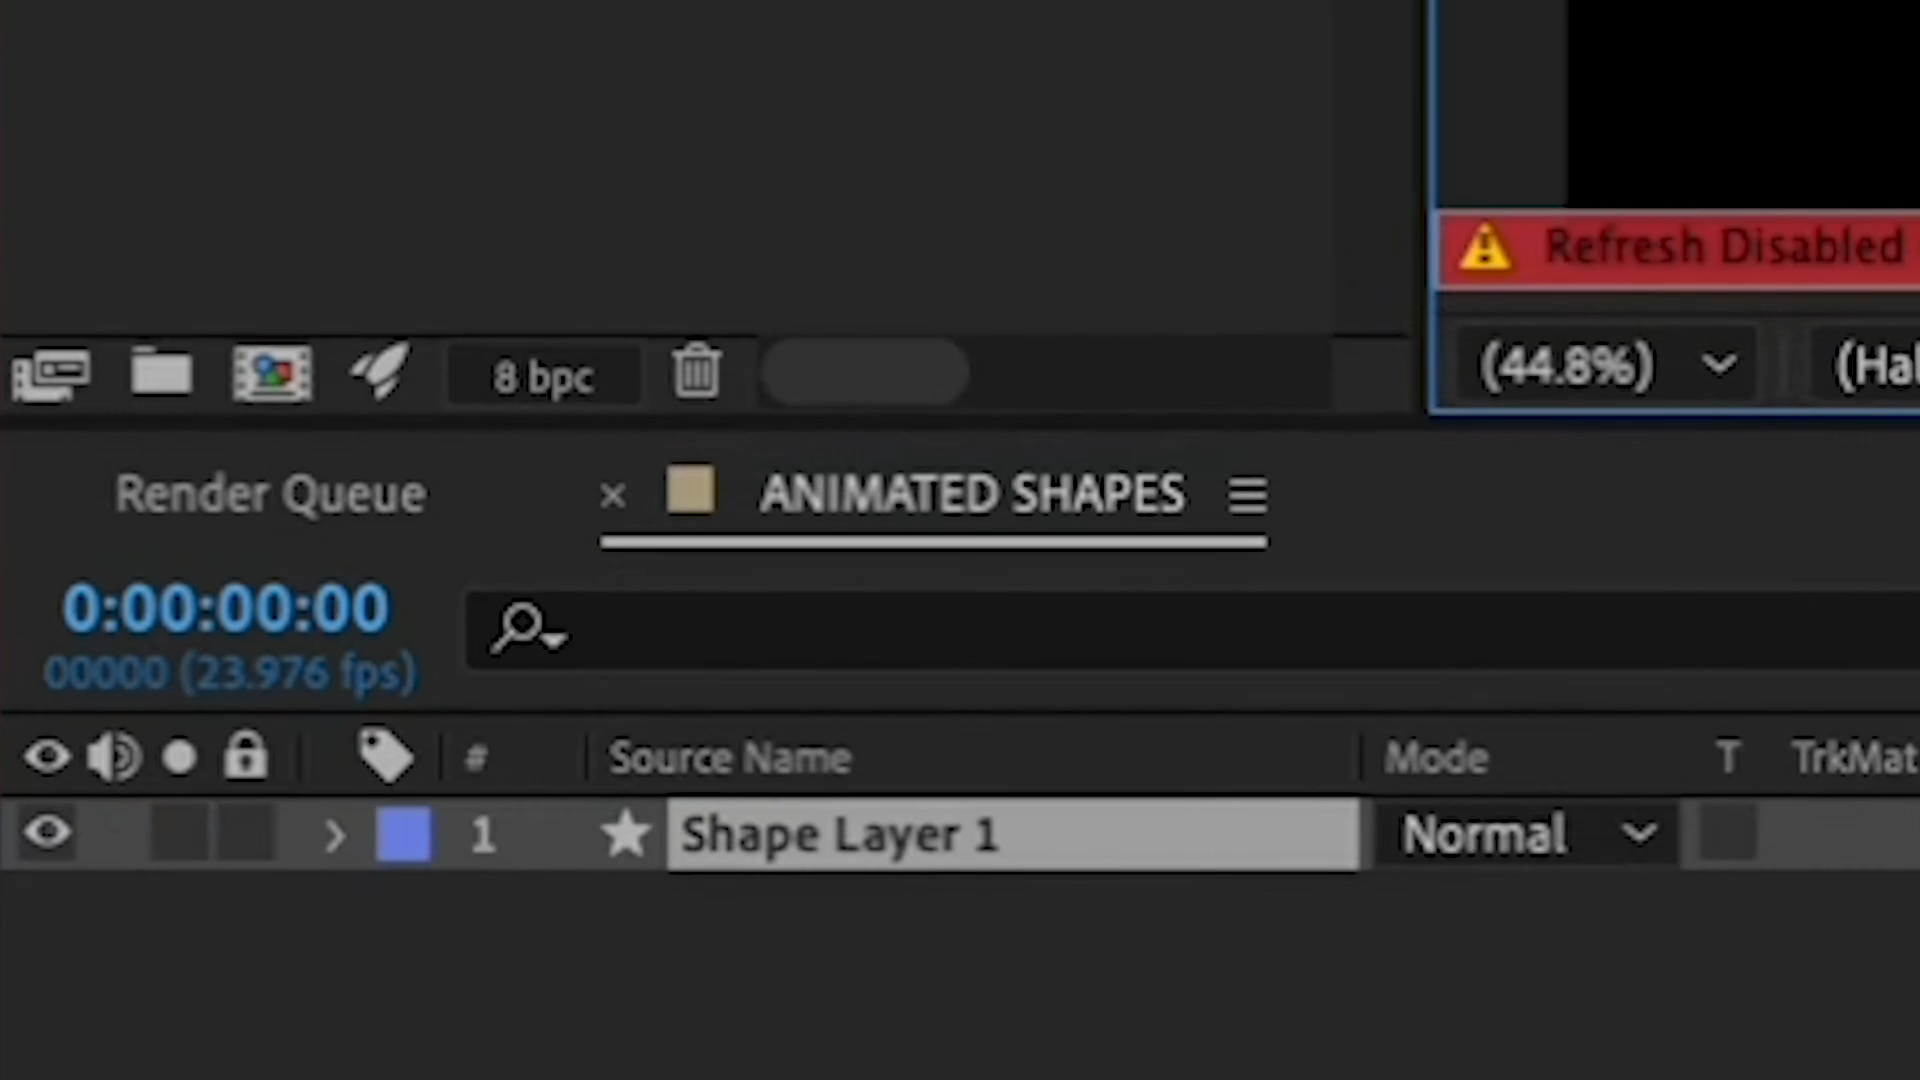 Refresh Disabled
8 bpc
(44.8%)
(Hal
Render Queue
ANIMATED SHAPES
0:00:00:00
00000 (23.976 fps)
# Source Name Mode T TrkMat
1 Shape Layer 1 Normal